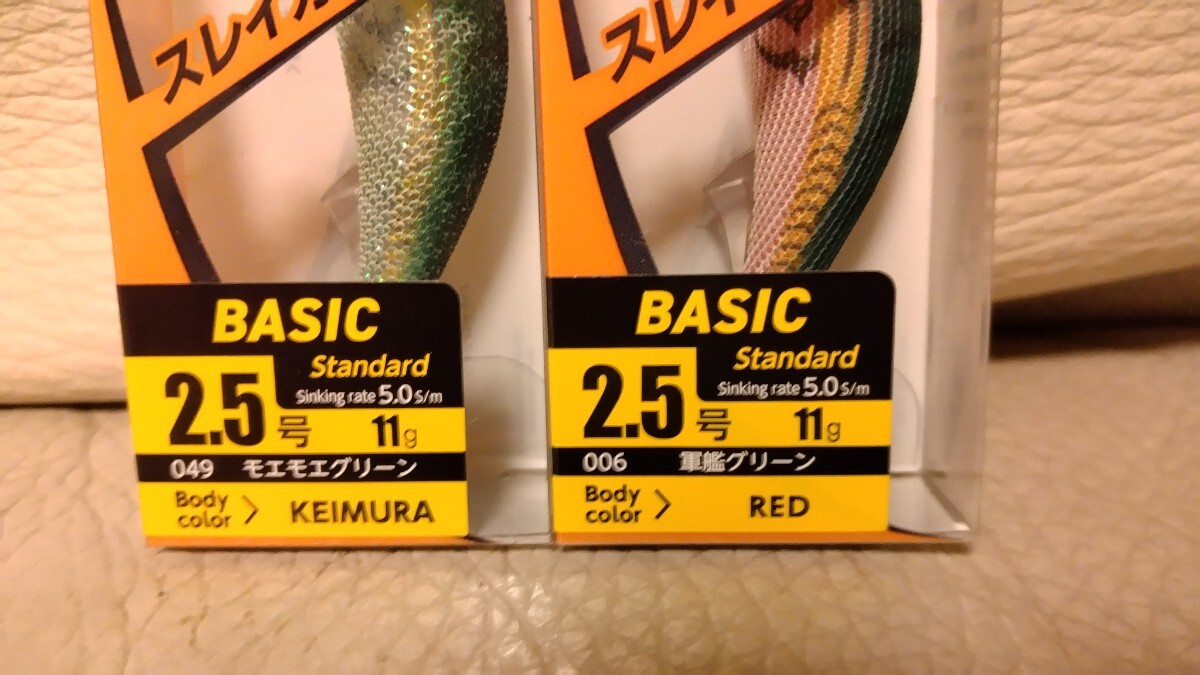 スレイ
BASIC
Standard
Sinking rate 5.0 S/m
2.5号 11g
049 モエモエグリーン
Body color > KEIMURA
スレイ
BASIC
Standard
Sinking rate 5.0 S/m
2.5号 11g
006 軍艦グリーン
Body color > RED